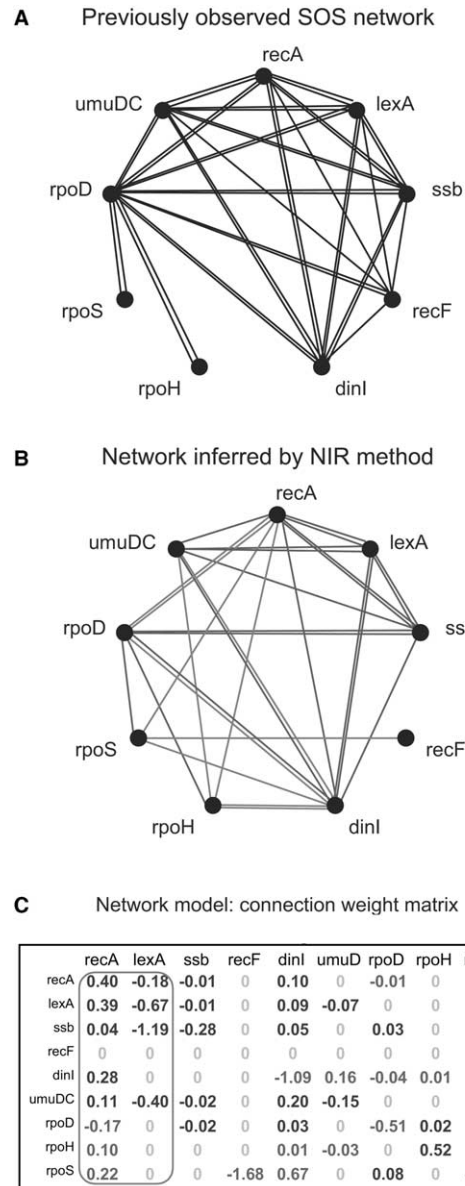 A Previously observed SOS network
recA
umuDC lexA
rpoD ssb
rpoS recF
rpoH dinI
B Network inferred by NIR method
recA
umuDC lexA
rpoD ss
rpoS recF
rpoH dinI
C Network model: connection weight matrix
recA lexA ssb recF dinI umuD rpoD rpoH
recA 0.40 -0.18 -0.01 0 0.10 0 -0.01 0
lexA 0.39 -0.67 -0.01 0 0.09 -0.07 0 0
ssb 0.04 -1.19 -0.28 0 0.05 0 0.03 0
recF 0 0 0 0 0 0 0 0
dinI 0.28 0 0 0 -1.09 0.16 -0.04 0.01
umuDC 0.11 -0.40 -0.02 0 0.20 -0.15 0 0
rpoD -0.17 0 -0.02 0 0.03 0 -0.51 0.02
rpoH 0.10 0 0 0 0.01 -0.03 0 0.52
rpoS 0.22 0 0 -1.68 0.67 0 0.08 0